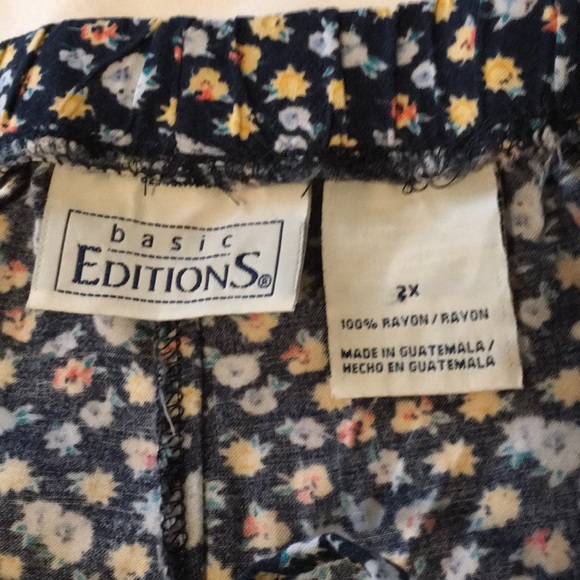 basic
EDITIONS®
2X
100% RAYON/RAYON
MADE IN GUATEMALA/
HECHO EN GUATEMALA